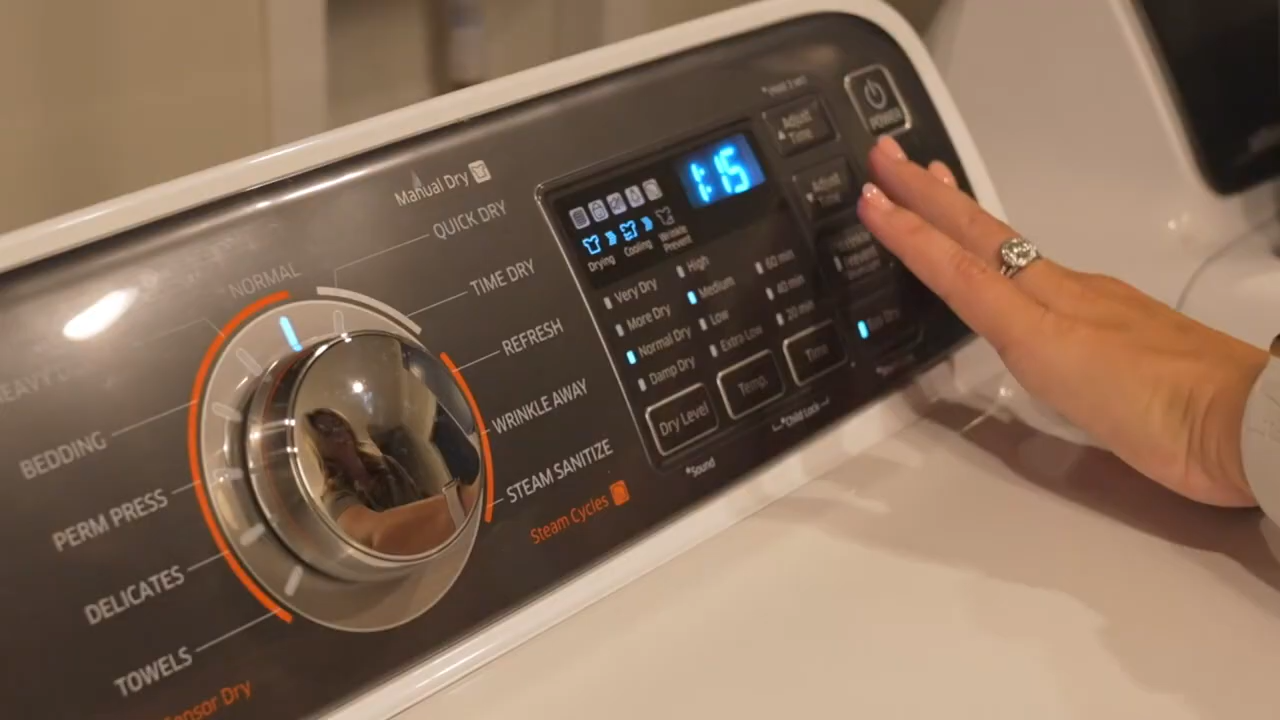 Manual Dry
QUICK DRY
NORMAL
TIME DRY
REFRESH
BEDDING
WRINKLE AWAY
PERM PRESS
STEAM SANITIZE
DELICATES
Steam Cycles
TOWELS
1:15
Drying
Cooling
Wrinkle
Prevent
Very Dry
More Dry
Normal Dry
Damp Dry
Dry Level
High
Medium
Low
Extra Low
Temp.
60 min
40 min
20 min
Time
*Sound
*Child Lock
Adjust
Time
Adjust
Time
POWER